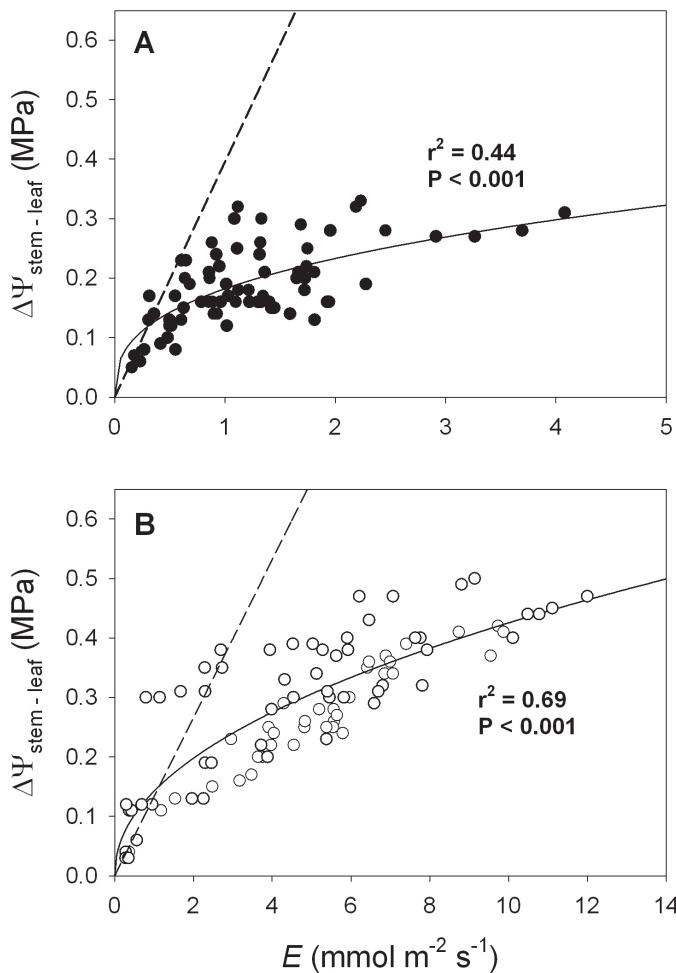 A
0.6
0.5
0.4
0.3
0.2
0.1
0.0
ΔΨstem - leaf (MPa)
r² = 0.44
P < 0.001
0 1 2 3 4 5
B
0.6
0.5
0.4
0.3
0.2
0.1
0.0
ΔΨstem - leaf (MPa)
r² = 0.69
P < 0.001
0 2 4 6 8 10 12 14
E (mmol m⁻² s⁻¹)